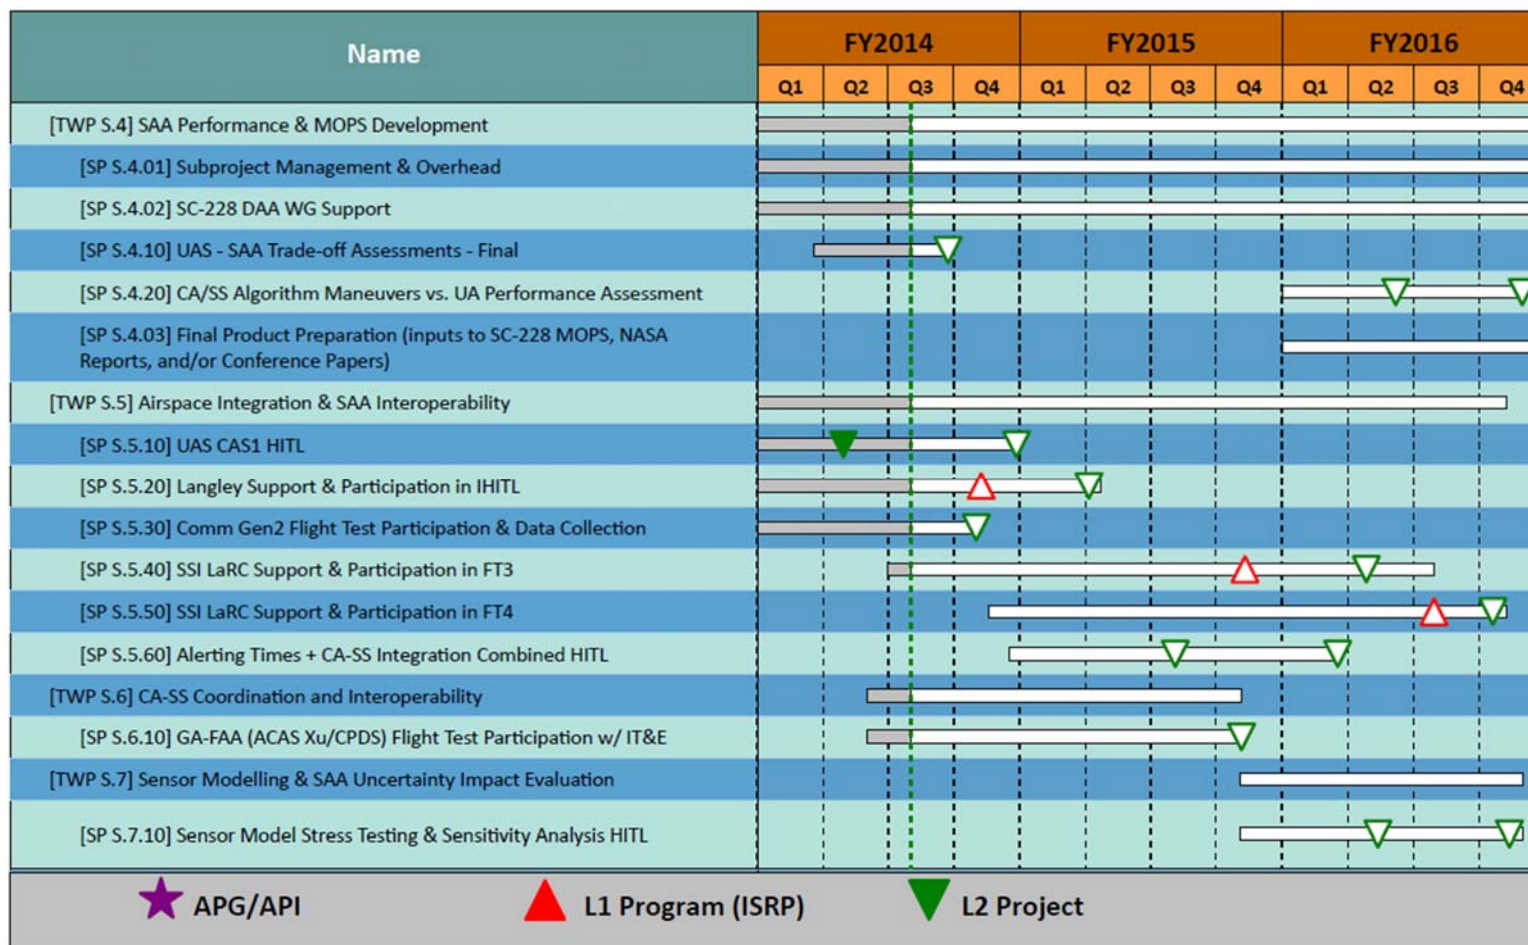 Name
FY2014 FY2015 FY2016
Q1 Q2 Q3 Q4 Q1 Q2 Q3 Q4 Q1 Q2 Q3 Q4
[TWP S.4] SAA Performance & MOPS Development
[SP S.4.01] Subproject Management & Overhead
[SP S.4.02] SC-228 DAA WG Support
[SP S.4.10] UAS - SAA Trade-off Assessments - Final
[SP S.4.20] CA/SS Algorithm Maneuvers vs. UA Performance Assessment
[SP S.4.03] Final Product Preparation (inputs to SC-228 MOPS, NASA
Reports, and/or Conference Papers)
[TWP S.5] Airspace Integration & SAA Interoperability
[SP S.5.10] UAS CAS1 HITL
[SP S.5.20] Langley Support & Participation in IHITL
[SP S.5.30] Comm Gen2 Flight Test Participation & Data Collection
[SP S.5.40] SSI LaRC Support & Participation in FT3
[SP S.5.50] SSI LaRC Support & Participation in FT4
[SP S.5.60] Alerting Times + CA-SS Integration Combined HITL
[TWP S.6] CA-SS Coordination and Interoperability
[SP S.6.10] GA-FAA (ACAS Xu/CPDS) Flight Test Participation w/ IT&E
[TWP S.7] Sensor Modelling & SAA Uncertainty Impact Evaluation
[SP S.7.10] Sensor Model Stress Testing & Sensitivity Analysis HITL
APG/API L1 Program (ISRP) L2 Project